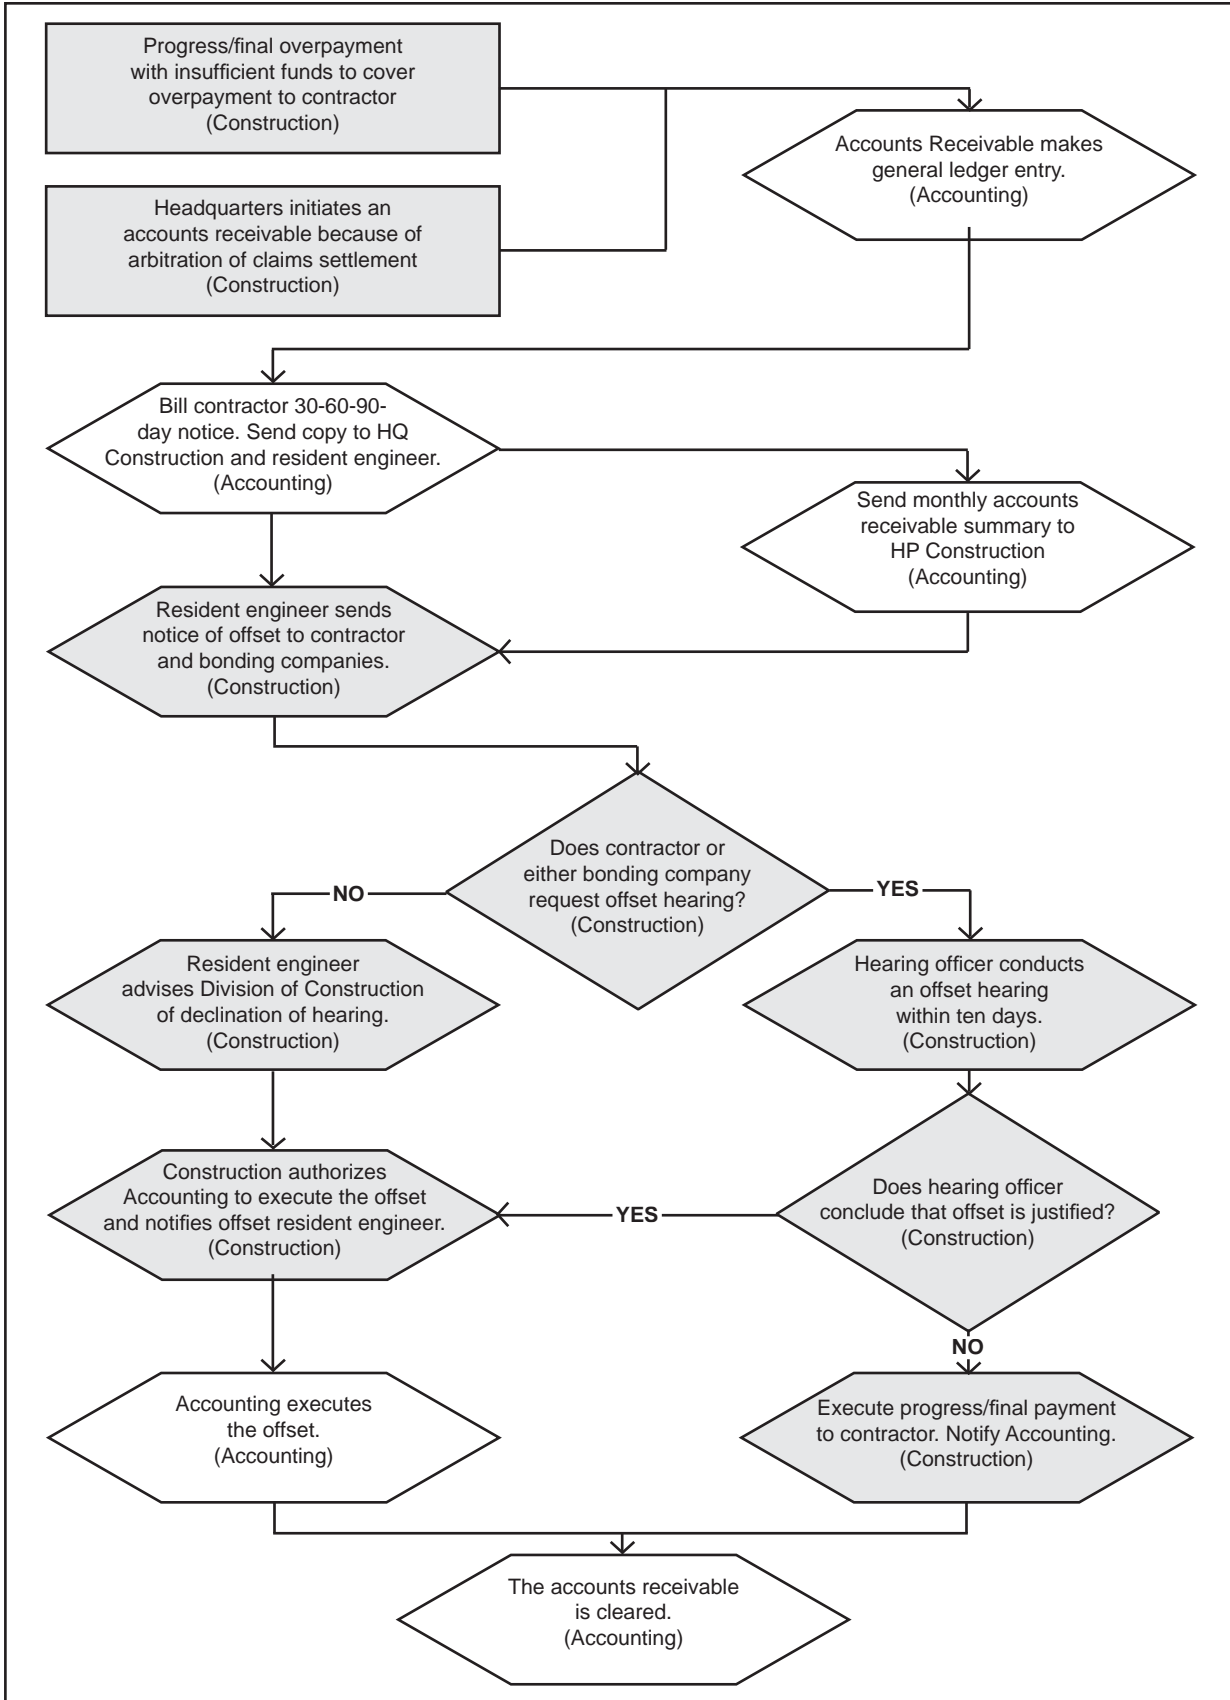 Progress/final overpayment
with insufficient funds to cover
overpayment to contractor
(Construction)
Accounts Receivable makes
general ledger entry.
(Accounting)
Headquarters initiates an
accounts receivable because of
arbitration of claims settlement
(Construction)
Bill contractor 30-60-90-
day notice. Send copy to HQ
Construction and resident engineer.
(Accounting)
Send monthly accounts
receivable summary to
HP Construction
(Accounting)
Resident engineer sends
notice of offset to contractor
and bonding companies.
(Construction)
Does contractor or
either bonding company
request offset hearing?
(Construction)
NO
YES
Resident engineer
advises Division of Construction
of declination of hearing.
(Construction)
Hearing officer conducts
an offset hearing
within ten days.
(Construction)
Construction authorizes
Accounting to execute the offset
and notifies offset resident engineer.
(Construction)
YES
Does hearing officer
conclude that offset is justified?
(Construction)
NO
Accounting executes
the offset.
(Accounting)
Execute progress/final payment
to contractor. Notify Accounting.
(Construction)
The accounts receivable
is cleared.
(Accounting)